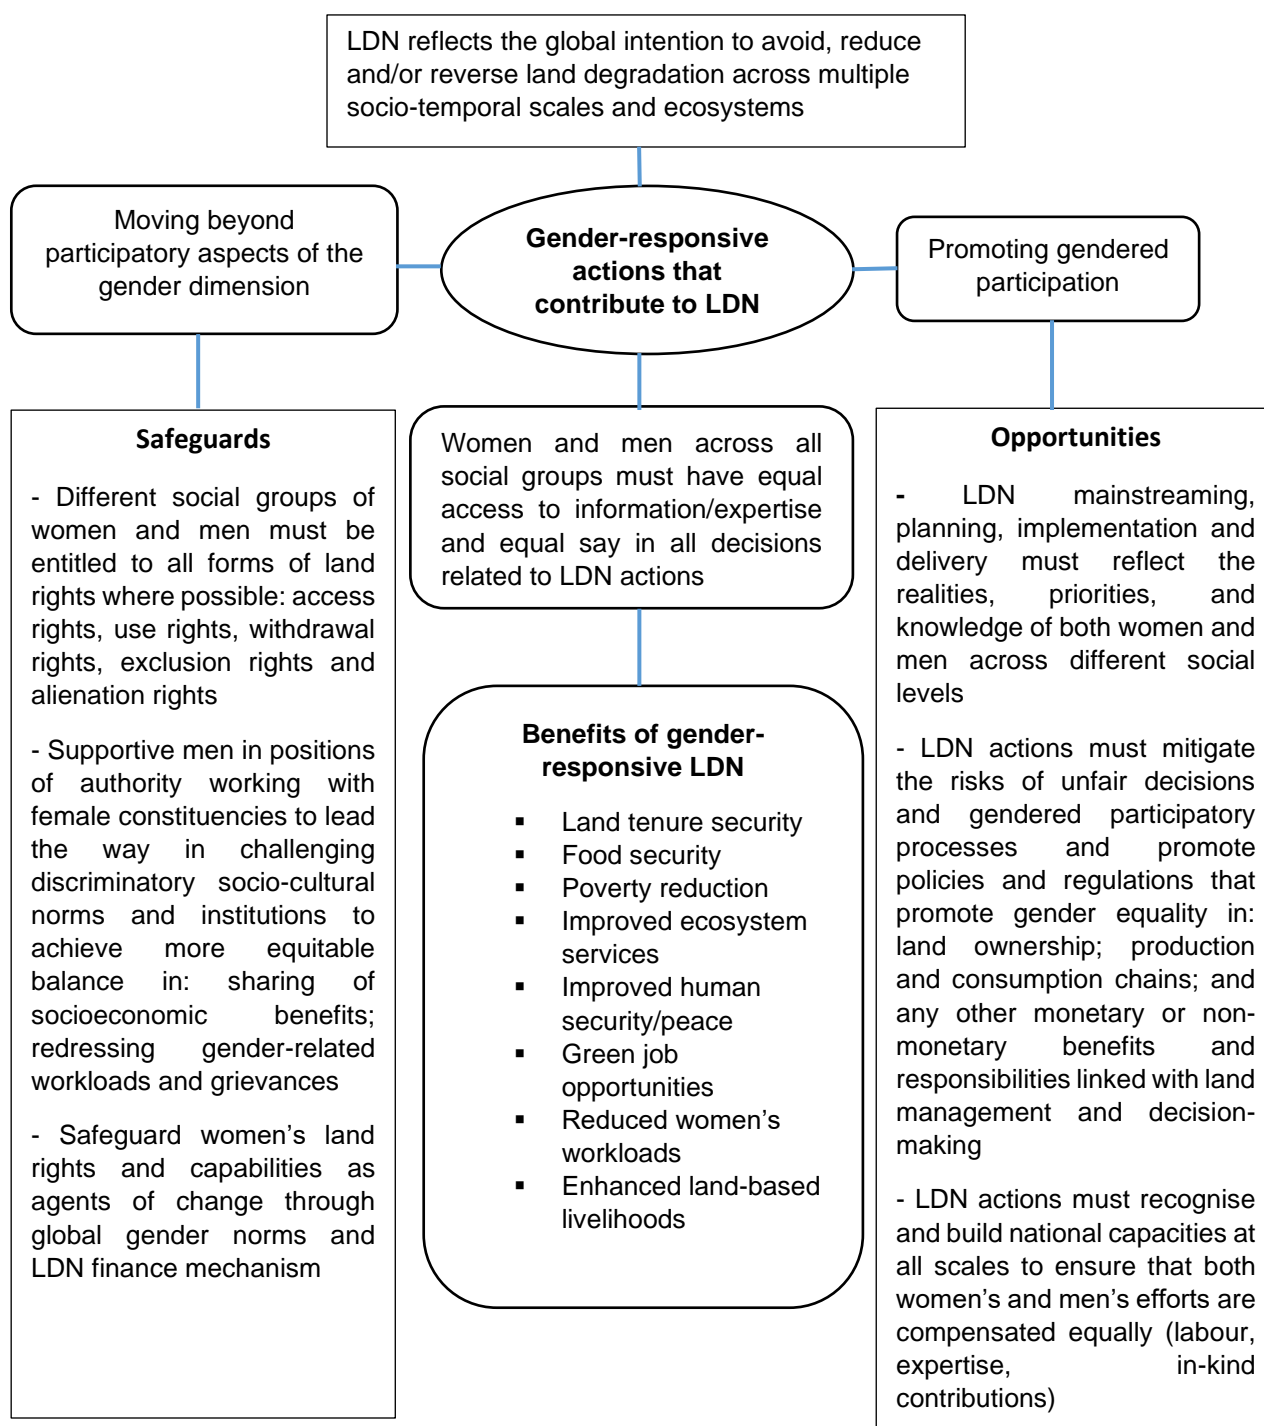 LDN reflects the global intention to avoid, reduce
and/or reverse land degradation across multiple
socio-temporal scales and ecosystems
Moving beyond
participatory aspects of the
gender dimension
Gender-responsive
actions that
contribute to LDN
Promoting gendered
participation
Safeguards
- Different social groups of
women and men must be
entitled to all forms of land
rights where possible: access
rights, use rights, withdrawal
rights, exclusion rights and
alienation rights
- Supportive men in positions
of authority working with
female constituencies to lead
the way in challenging
discriminatory socio-cultural
norms and institutions to
achieve more equitable
balance in: sharing of
socioeconomic benefits;
redressing gender-related
workloads and grievances
- Safeguard women’s land
rights and capabilities as
agents of change through
global gender norms and
LDN finance mechanism
Women and men across all
social groups must have equal
access to information/expertise
and equal say in all decisions
related to LDN actions
Benefits of gender-
responsive LDN
▪ Land tenure security
▪ Food security
▪ Poverty reduction
▪ Improved ecosystem
services
▪ Improved human
security/peace
▪ Green job
opportunities
▪ Reduced women’s
workloads
▪ Enhanced land-based
livelihoods
Opportunities
- LDN mainstreaming,
planning, implementation and
delivery must reflect the
realities, priorities, and
knowledge of both women and
men across different social
levels
- LDN actions must mitigate
the risks of unfair decisions
and gendered participatory
processes and promote
policies and regulations that
promote gender equality in:
land ownership; production
and consumption chains; and
any other monetary or non-
monetary benefits and
responsibilities linked with land
management and decision-
making
- LDN actions must recognise
and build national capacities at
all scales to ensure that both
women’s and men’s efforts are
compensated equally (labour,
expertise, in-kind
contributions)